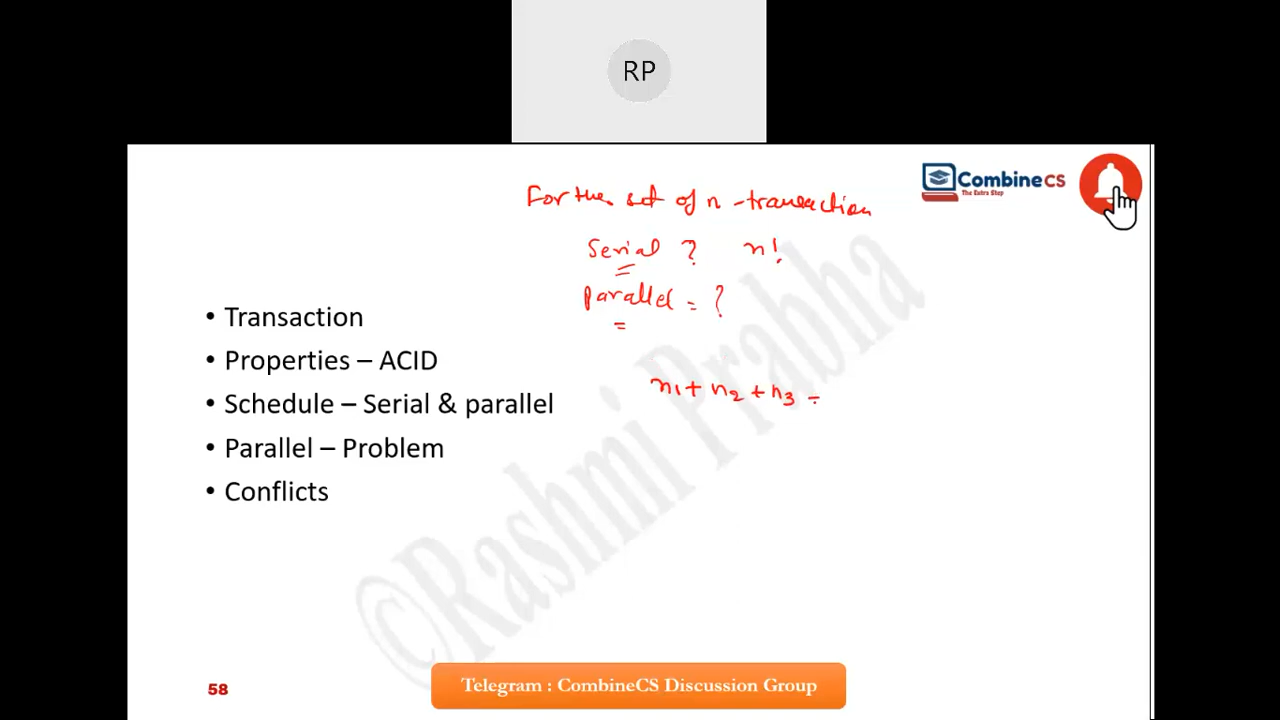 RP
CombineCS
The Extra Step
For the set of n-transaction
Serial ? n!
parallel = ?
n1 + n2 + n3 -
• Transaction
• Properties – ACID
• Schedule – Serial & parallel
• Parallel – Problem
• Conflicts
©Rashmi Prabha
58
Telegram : CombineCS Discussion Group